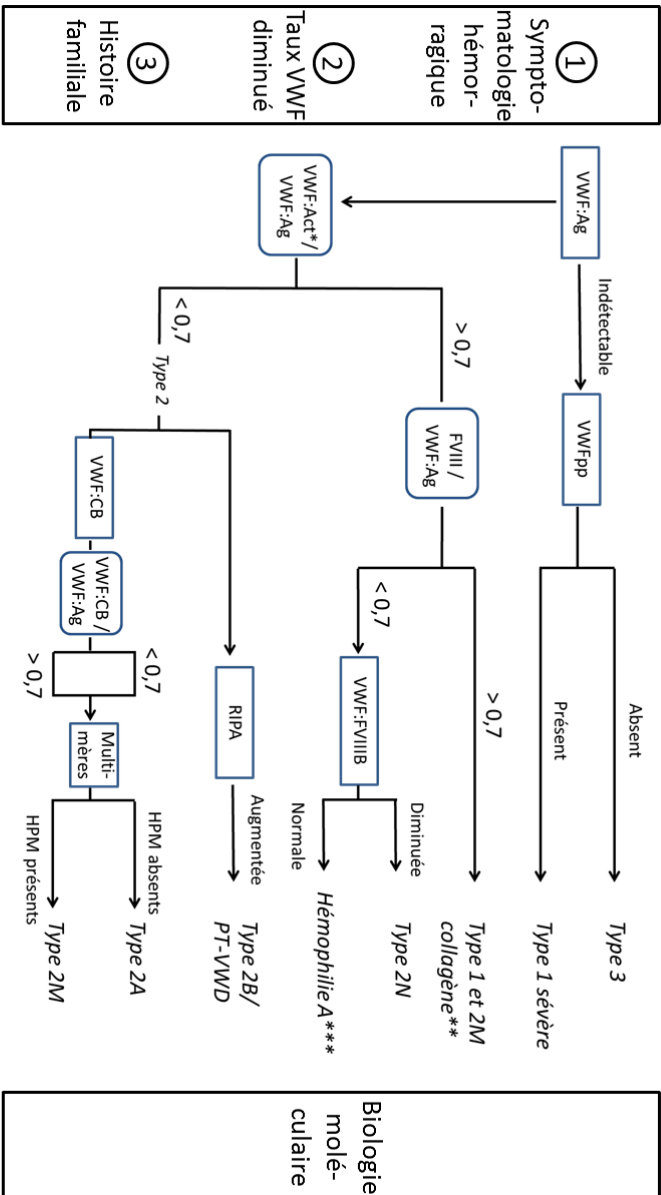 1
Sympto-
matologie
hémor-
ragique
2
Taux VWF
diminué
3
Histoire
familiale
VWF:Ag
Indétectable
VWFpp
Absent
Type 3
Présent
Type 1 sévère
VWF:Act*/
VWF:Ag
> 0,7
FVIII /
VWF:Ag
> 0,7
Type 1 et 2M
collagène**
< 0,7
VWF:FVIIIB
Diminuée
Type 2N
Normale
Hémophilie A***
< 0,7
Type 2
RIPA
Augmentée
Type 2B/
PT-VWD
VWF:CB
VWF:CB /
VWF:Ag
< 0,7
> 0,7
Multi-
mères
HPM absents
Type 2A
HPM présents
Type 2M
Biologie
molé-
culaire